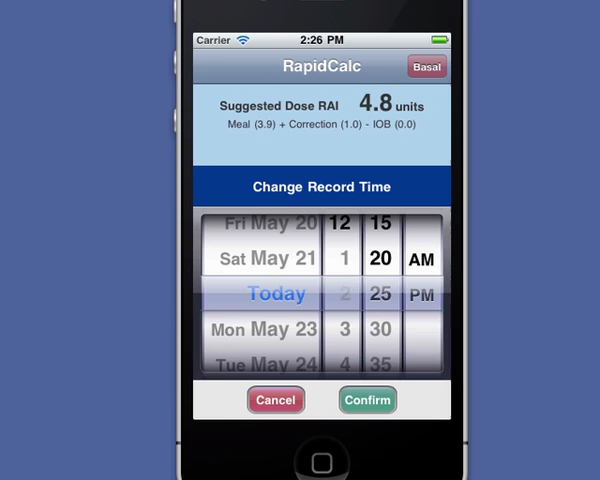 Carrier 2:26 PM
RapidCalc Basal
Suggested Dose RAI 4.8 units
Meal (3.9) + Correction (1.0) - IOB (0.0)
Change Record Time
Fri May 20 12 15
Sat May 21 1 20 AM
Today 2 25 PM
Mon May 23 3 30
Tue May 24 4 35
Cancel Confirm